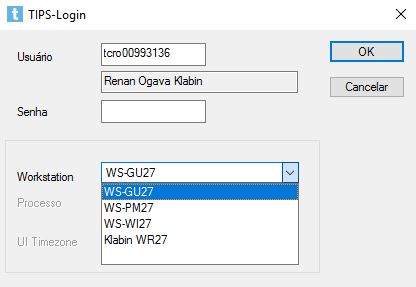 t TIPS-Login
Usuário
tcro00993136
OK
Renan Ogava Klabin
Cancelar
Senha
Workstation
WS-GU27
WS-GU27
Processo
WS-PM27
WS-WI27
UI Timezone
Klabin WR27